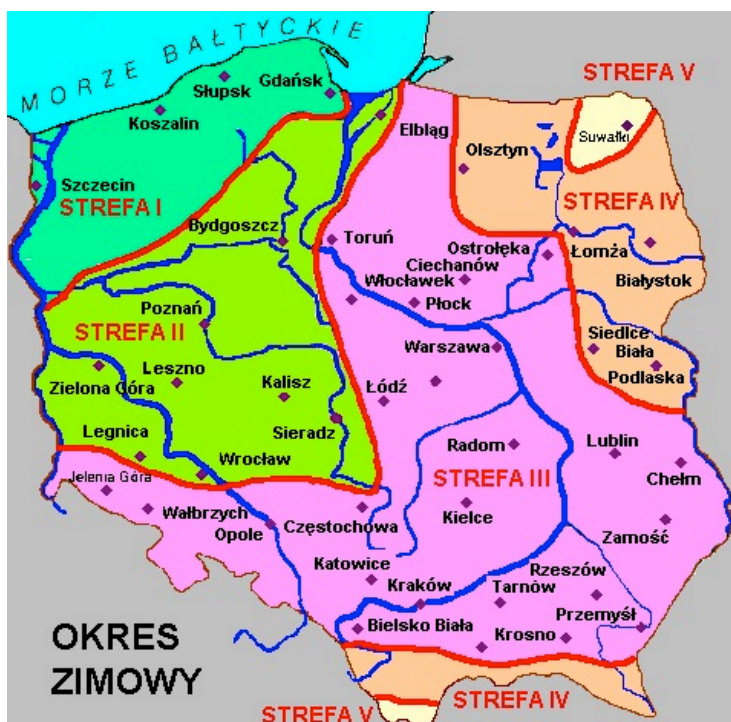 MORZE BAŁTYCKIE
STREFA V
Słupsk
Gdańsk
Koszalin
Elbląg
Suwałki
Olsztyn
Szczecin
STREFA I
STREFA IV
Bydgoszcz
Toruń
Ostrołęka
Łomża
Ciechanów
Włocławek
Białystok
Poznań
Płock
STREFA II
Siedlce
Warszawa
Biała
Podlaska
Leszno
Zielona Góra
Kalisz
Łódź
Sieradz
Legnica
Radom
Lublin
Wrocław
STREFA III
Chełm
Jelenia Góra
Wałbrzych
Częstochowa
Kielce
Opole
Zamość
Katowice
Rzeszów
Kraków
Tarnów
Przemyśl
Bielsko Biała
Krosno
OKRES
ZIMOWY
STREFA IV
STREFA V